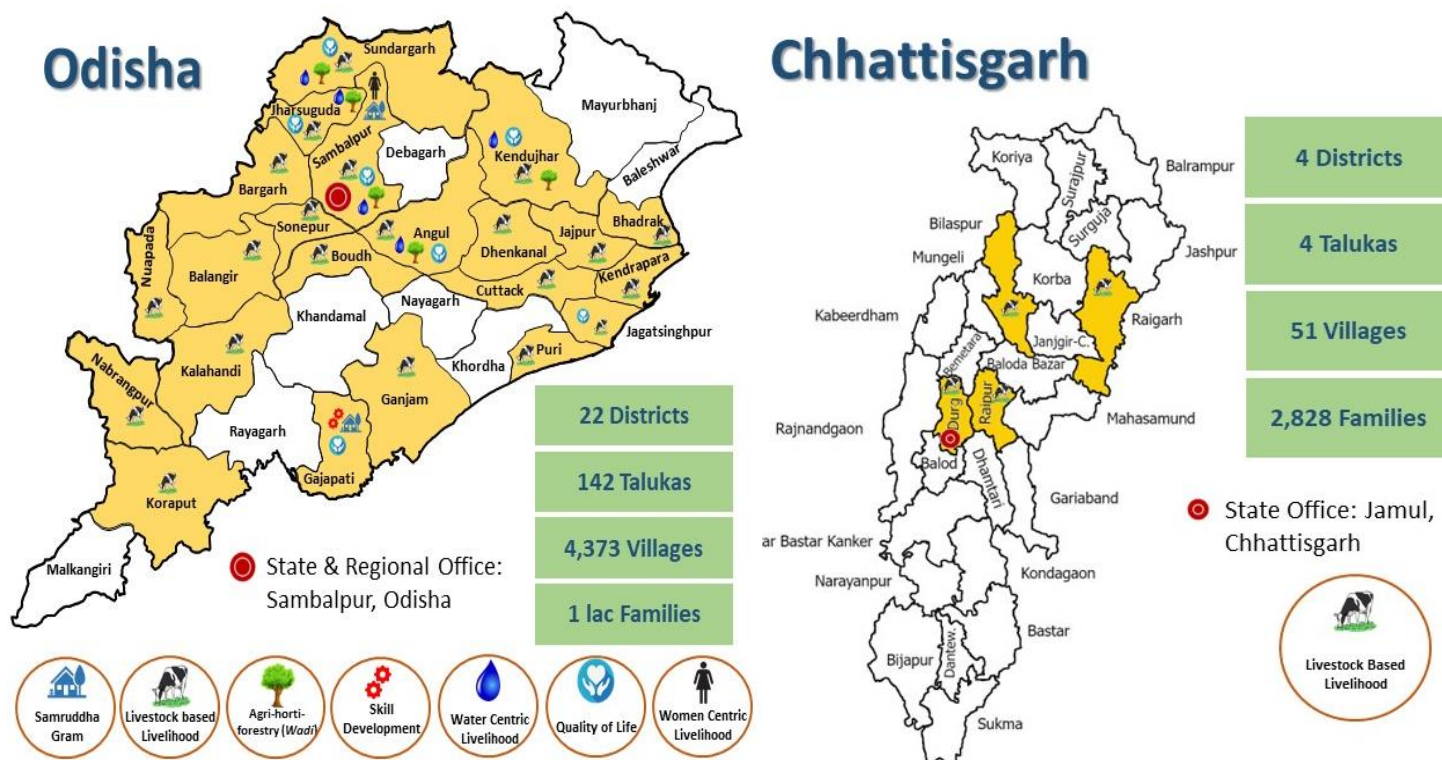 Odisha
Sundargarh
Jharsuguda
Sambalpur
Debagarh
Mayurbhanj
Kendujhar
Baleshwar
Bargarh
Sonepur
Angul
Dhenkanal
Jajpur
Bhadrak
Nuapada
Balangir
Boudh
Kendrapara
Cuttack
Nayagarh
Khandamal
Jagatsinghpur
Khordha
Puri
Nabrangpur
Kalahandi
Ganjam
Rayagarh
Gajapati
Koraput
Malkangiri
22 Districts
142 Talukas
4,373 Villages
1 lac Families
State & Regional Office:
Sambalpur, Odisha
Samruddha
Gram
Livestock based
Livelihood
Agri-horti-
forestry (Wadi)
Skill
Development
Water Centric
Livelihood
Quality of Life
Women Centric
Livelihood
Chhattisgarh
Koriya
Surajpur
Balrampur
Bilaspur
Surguja
Mungeli
Korba
Jashpur
Kabeerdham
Raigarh
Janjgir-C.
Bemetara
Baloda Bazar
Durg
Raipur
Mahasamund
Rajnandgaon
Balod
Dhamtari
Gariaband
ar Bastar Kanker
Kondagaon
Narayanpur
Bastar
Bijapur
Dantew.
Sukma
4 Districts
4 Talukas
51 Villages
2,828 Families
State Office: Jamul,
Chhattisgarh
Livestock Based
Livelihood